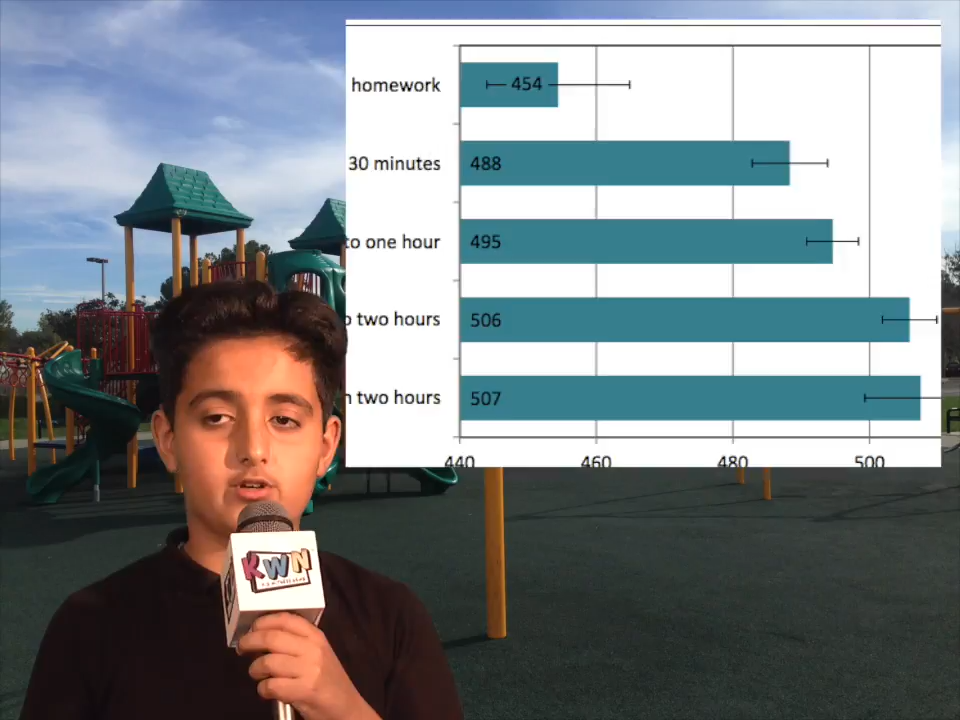 homework 454
30 minutes 488
to one hour 495
two hours 506
two hours 507
440 460 480 500
KWN